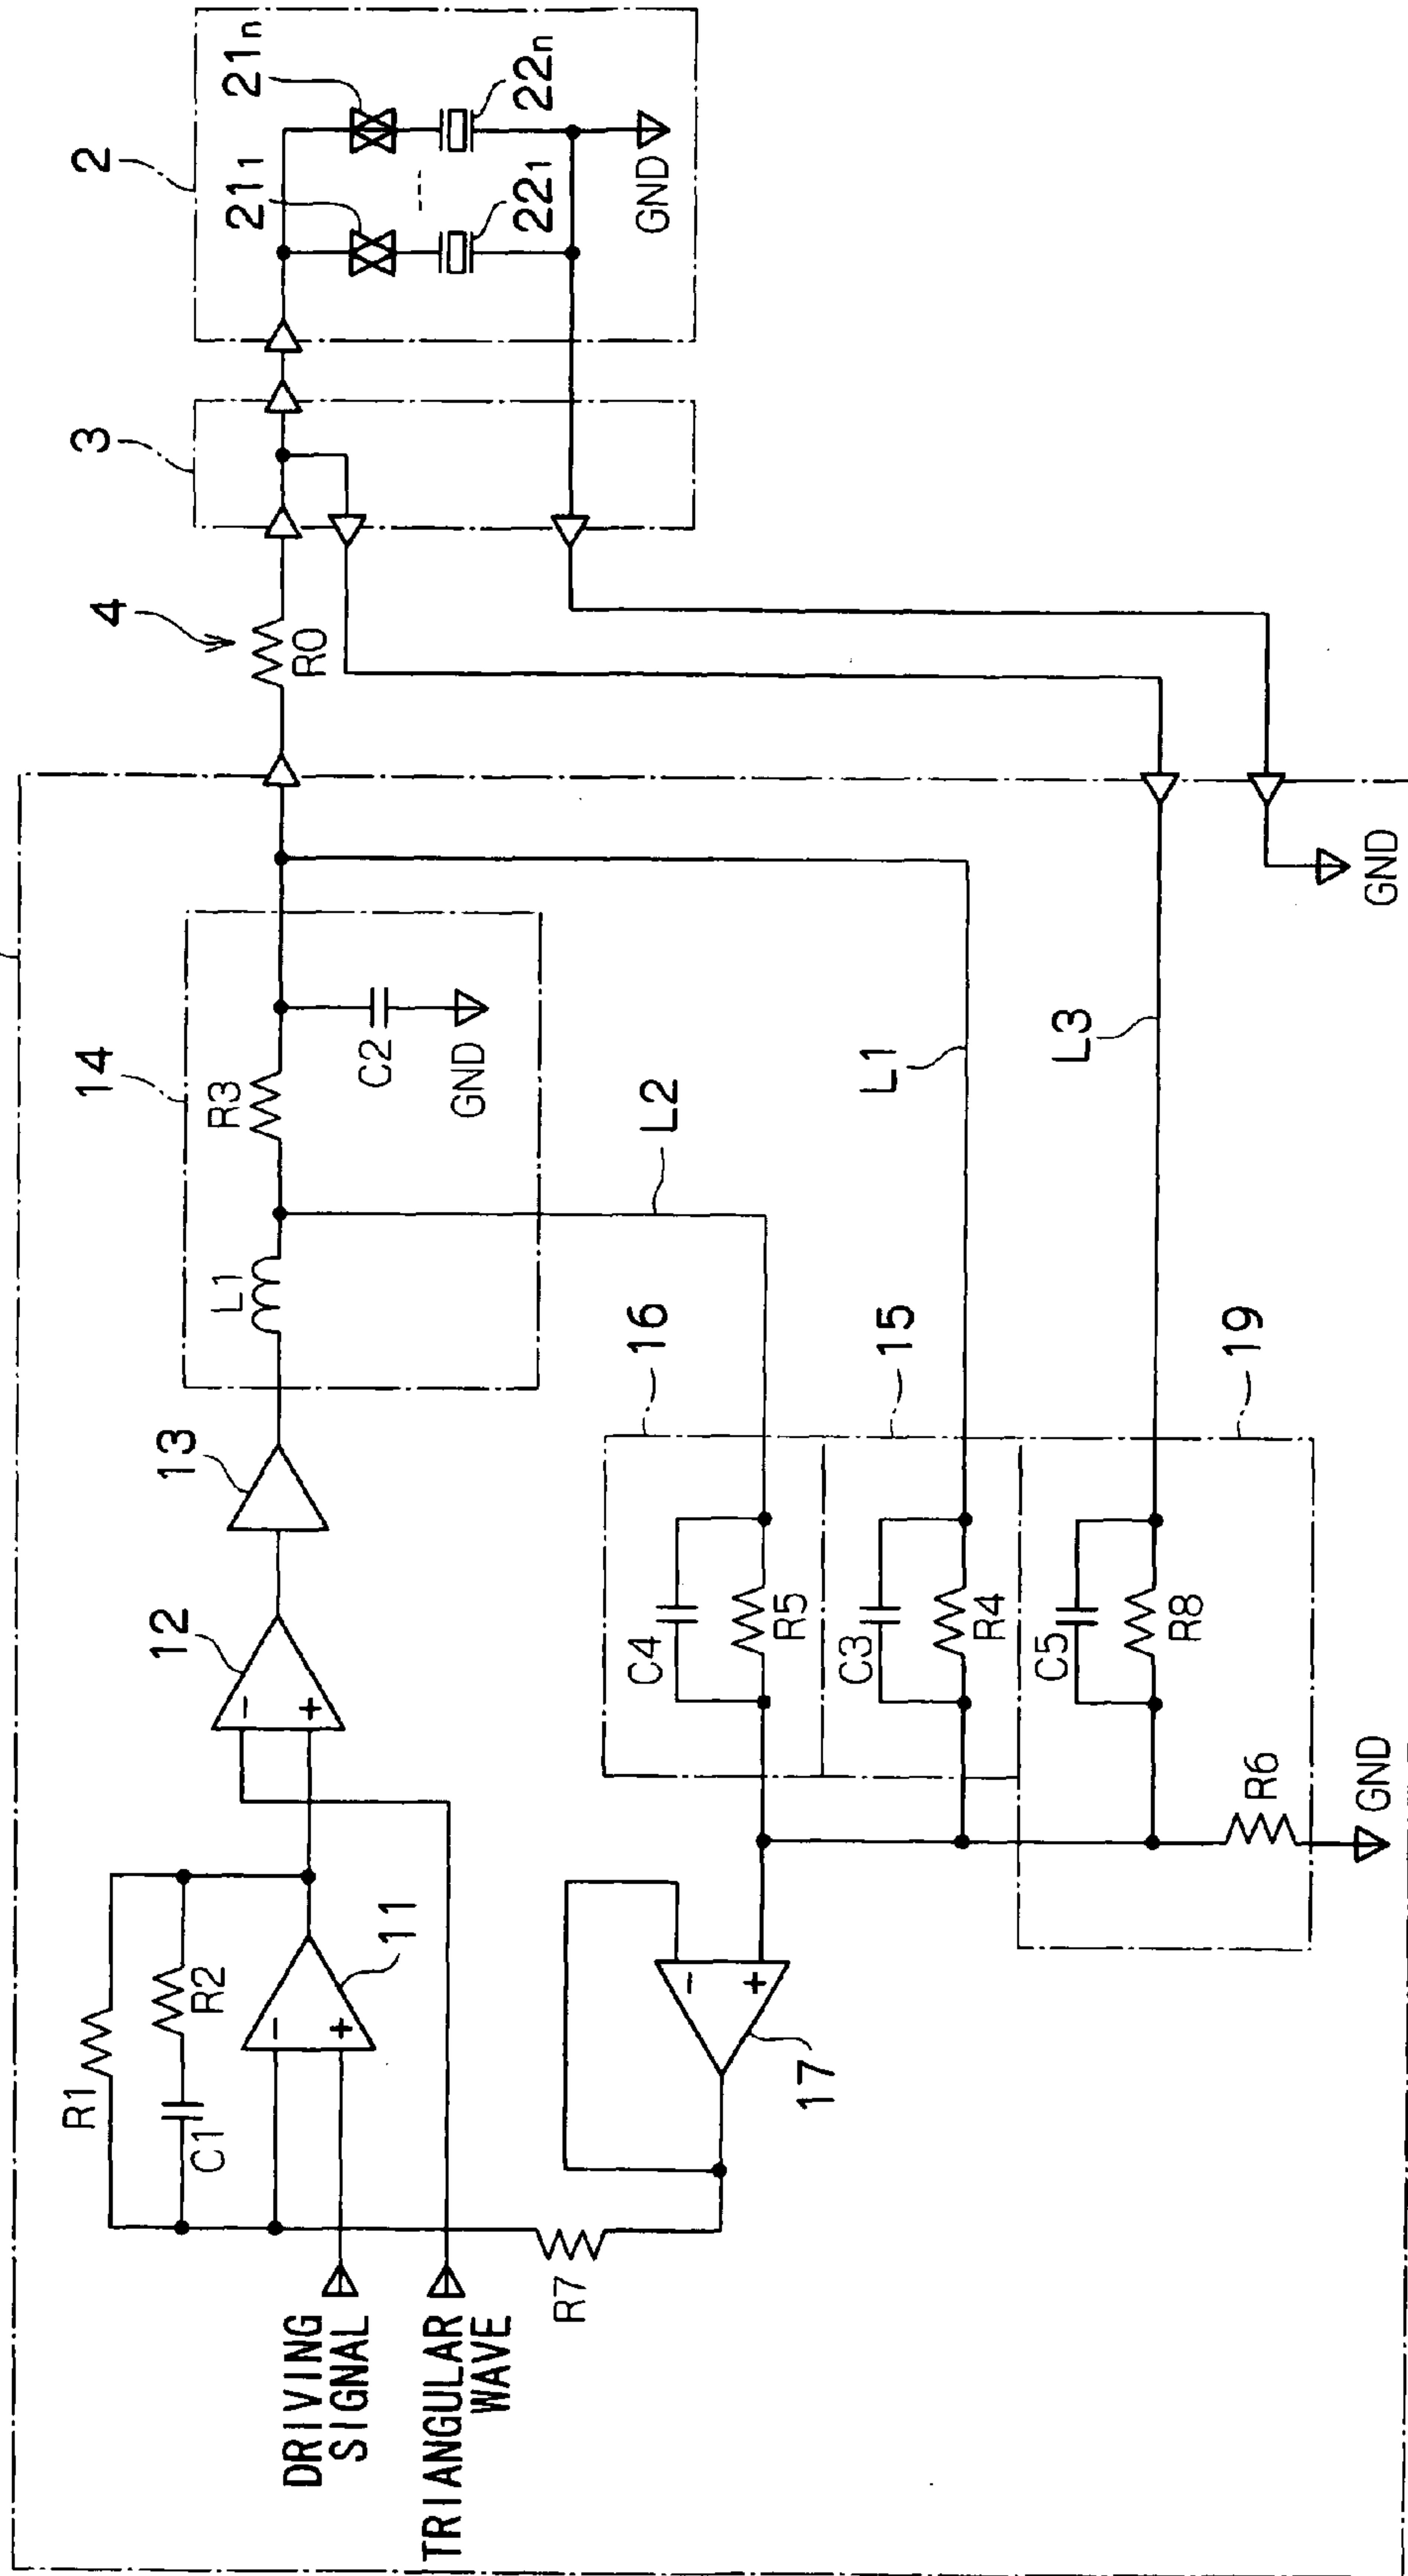 R1
C1
R2
11
DRIVING
SIGNAL
TRIANGULAR
WAVE
R7
-
+
12
-
+
13
14
L1
R3
C2
GND
L2
4
R0
3
2
21₁
21n
22₁
22n
GND
17
-
+
16
C4
R5
15
C3
R4
19
C5
R8
R6
GND
L1
L3
GND
-
+